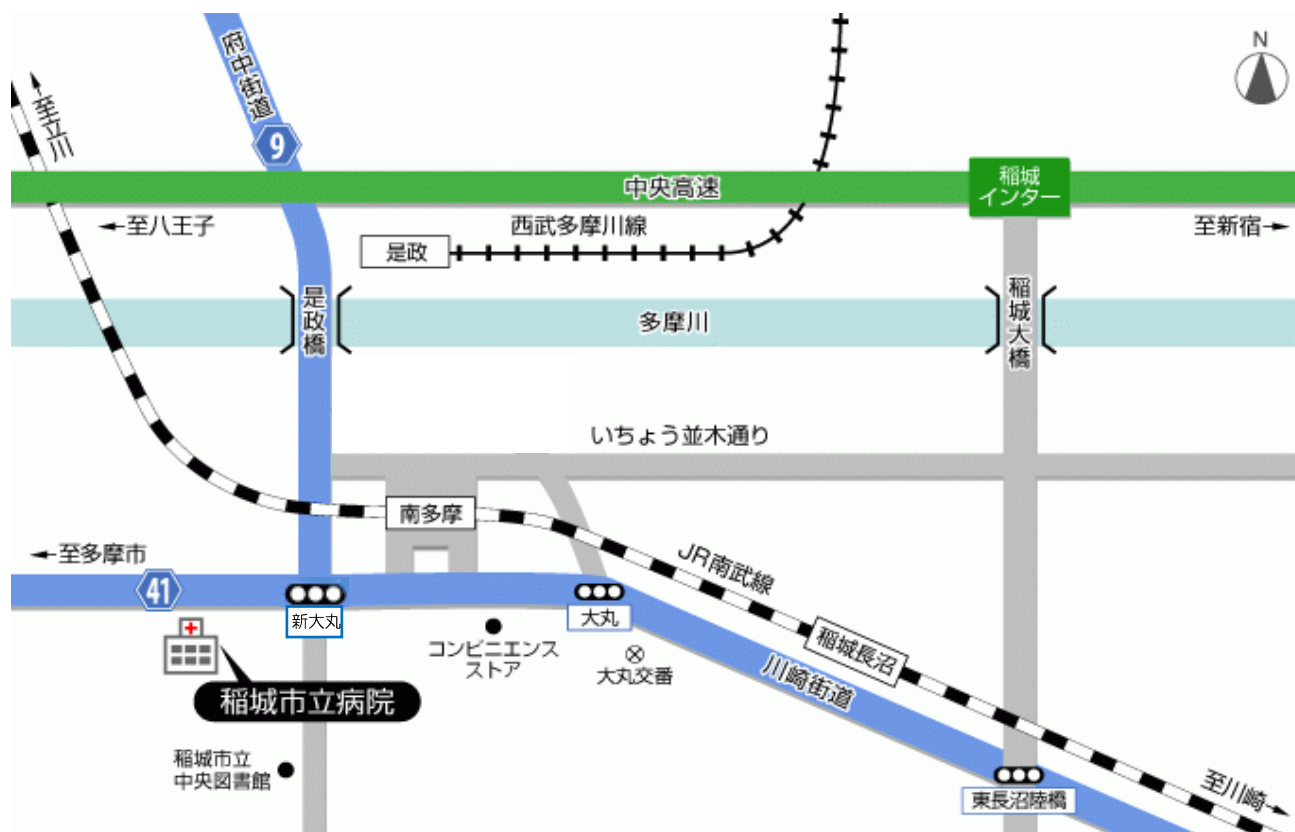 N
府中街道
至立川
9
中央高速
稲城
インター
←至八王子
西武多摩川線
至新宿→
是政
是政橋
多摩川
稲城大橋
いちょう並木通り
南多摩
←至多摩市
JR南武線
41
新大丸
大丸
コンビニエンス
ストア
大丸交番
稲城長沼
川崎街道
稲城市立病院
稲城市立
中央図書館
至川崎→
東長沼陸橋